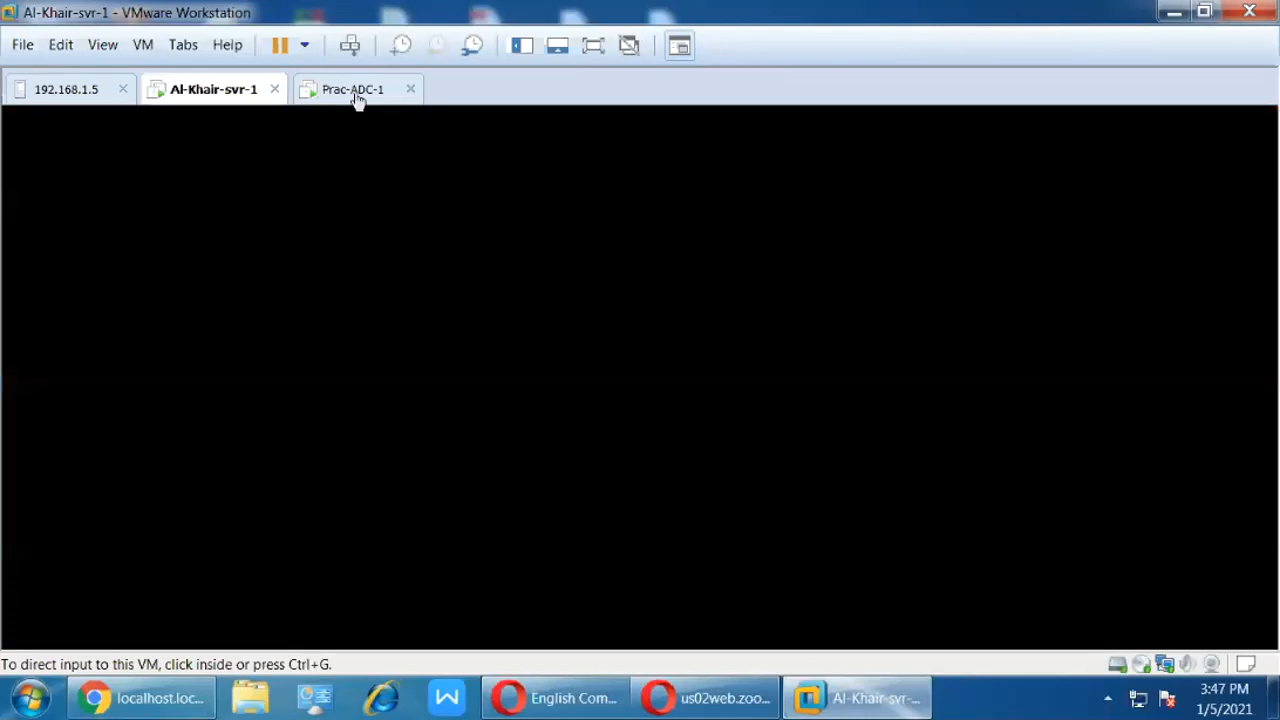 Al-Khair-svr-1 - VMware Workstation
File Edit View VM Tabs Help
192.168.1.5 Al-Khair-svr-1 Prac-ADC-1
To direct input to this VM, click inside or press Ctrl+G.
localhost.loc... W English Com... us02web.zoo... Al-Khair-svr-... 3:47 PM
1/5/2021